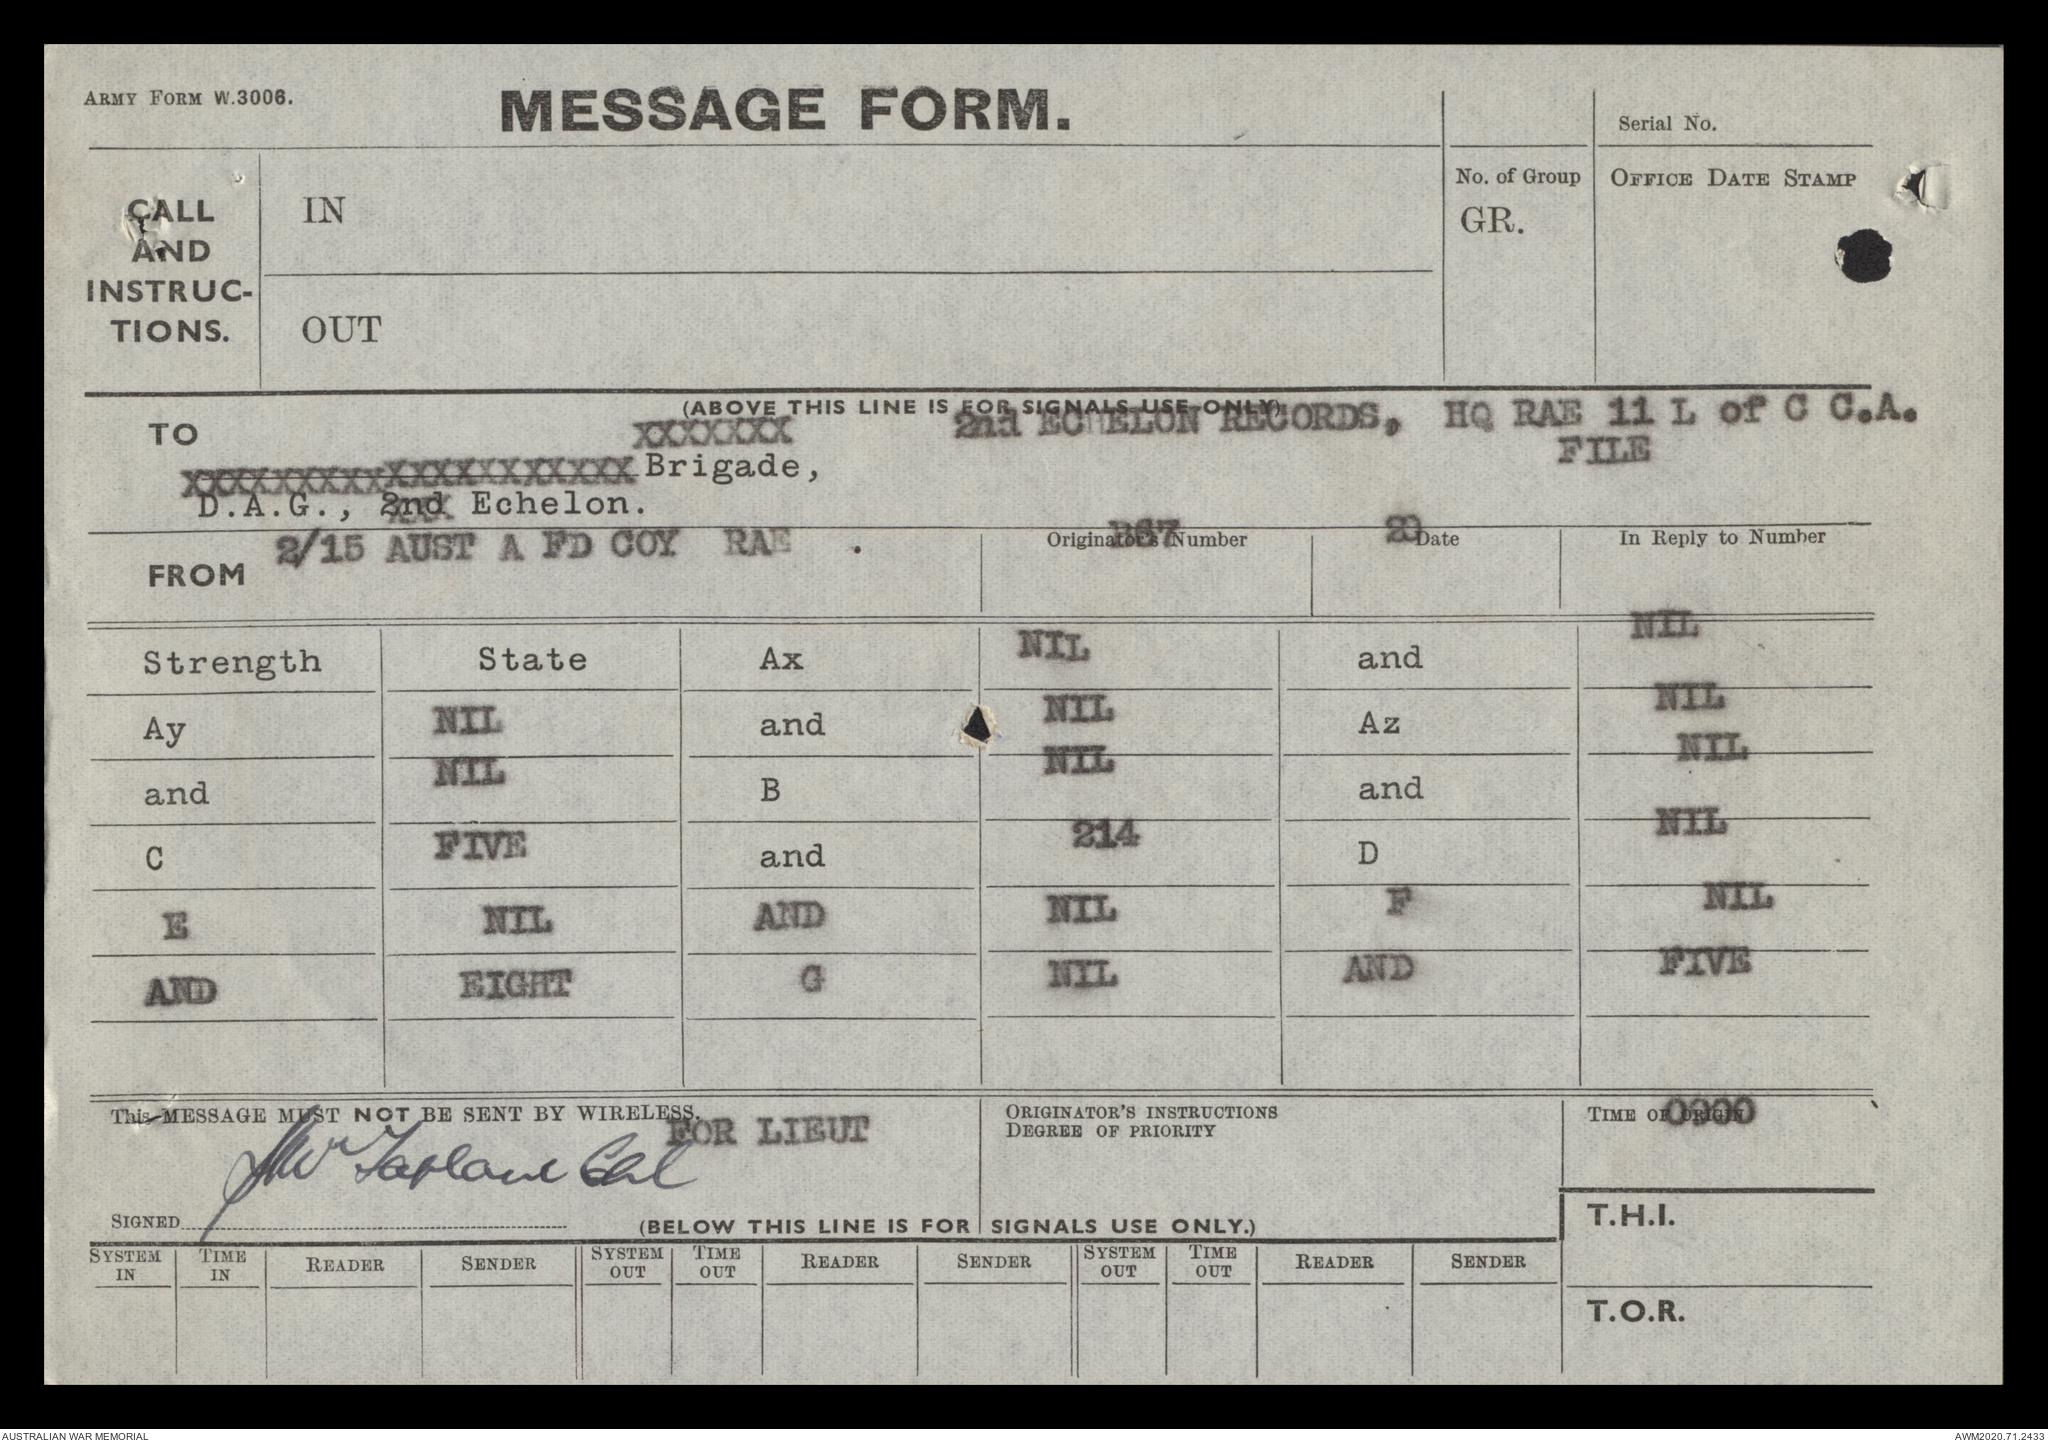 ARMY FORM W.3006.
MESSAGE FORM.
Serial No.
CALL
AND
INSTRUC-
TIONS.
IN
OUT
No. of Group
GR.
OFFICE DATE STAMP
(ABOVE THIS LINE IS FOR SIGNALS USE ONLY)
TO
XXXXXXX 2nd ECHELON RECORDS, HQ RAE 11 L of C C.A.
FILE
XXXXXXXXXXXXXXXXXXXX Brigade,
D.A.G., 2nd Echelon.
FROM 2/15 AUST A FD COY RAE .
Originator's Number
Date
In Reply to Number
Strength State Ax NIL and NIL
Ay NIL and NIL Az NIL
and NIL B NIL and NIL
C FIVE and 214 D NIL
E NIL AND NIL F NIL
AND EIGHT G NIL AND FIVE
This MESSAGE MUST NOT BE SENT BY WIRELESS.
FOR LIEUT
SIGNED
ORIGINATOR'S INSTRUCTIONS
DEGREE OF PRIORITY
TIME OF ORIGIN 0900
(BELOW THIS LINE IS FOR SIGNALS USE ONLY.)
T.H.I.
T.O.R.
SYSTEM IN TIME IN READER SENDER SYSTEM OUT TIME OUT READER SENDER SYSTEM OUT TIME OUT READER SENDER
AUSTRALIAN WAR MEMORIAL
AWM2020.71.2433